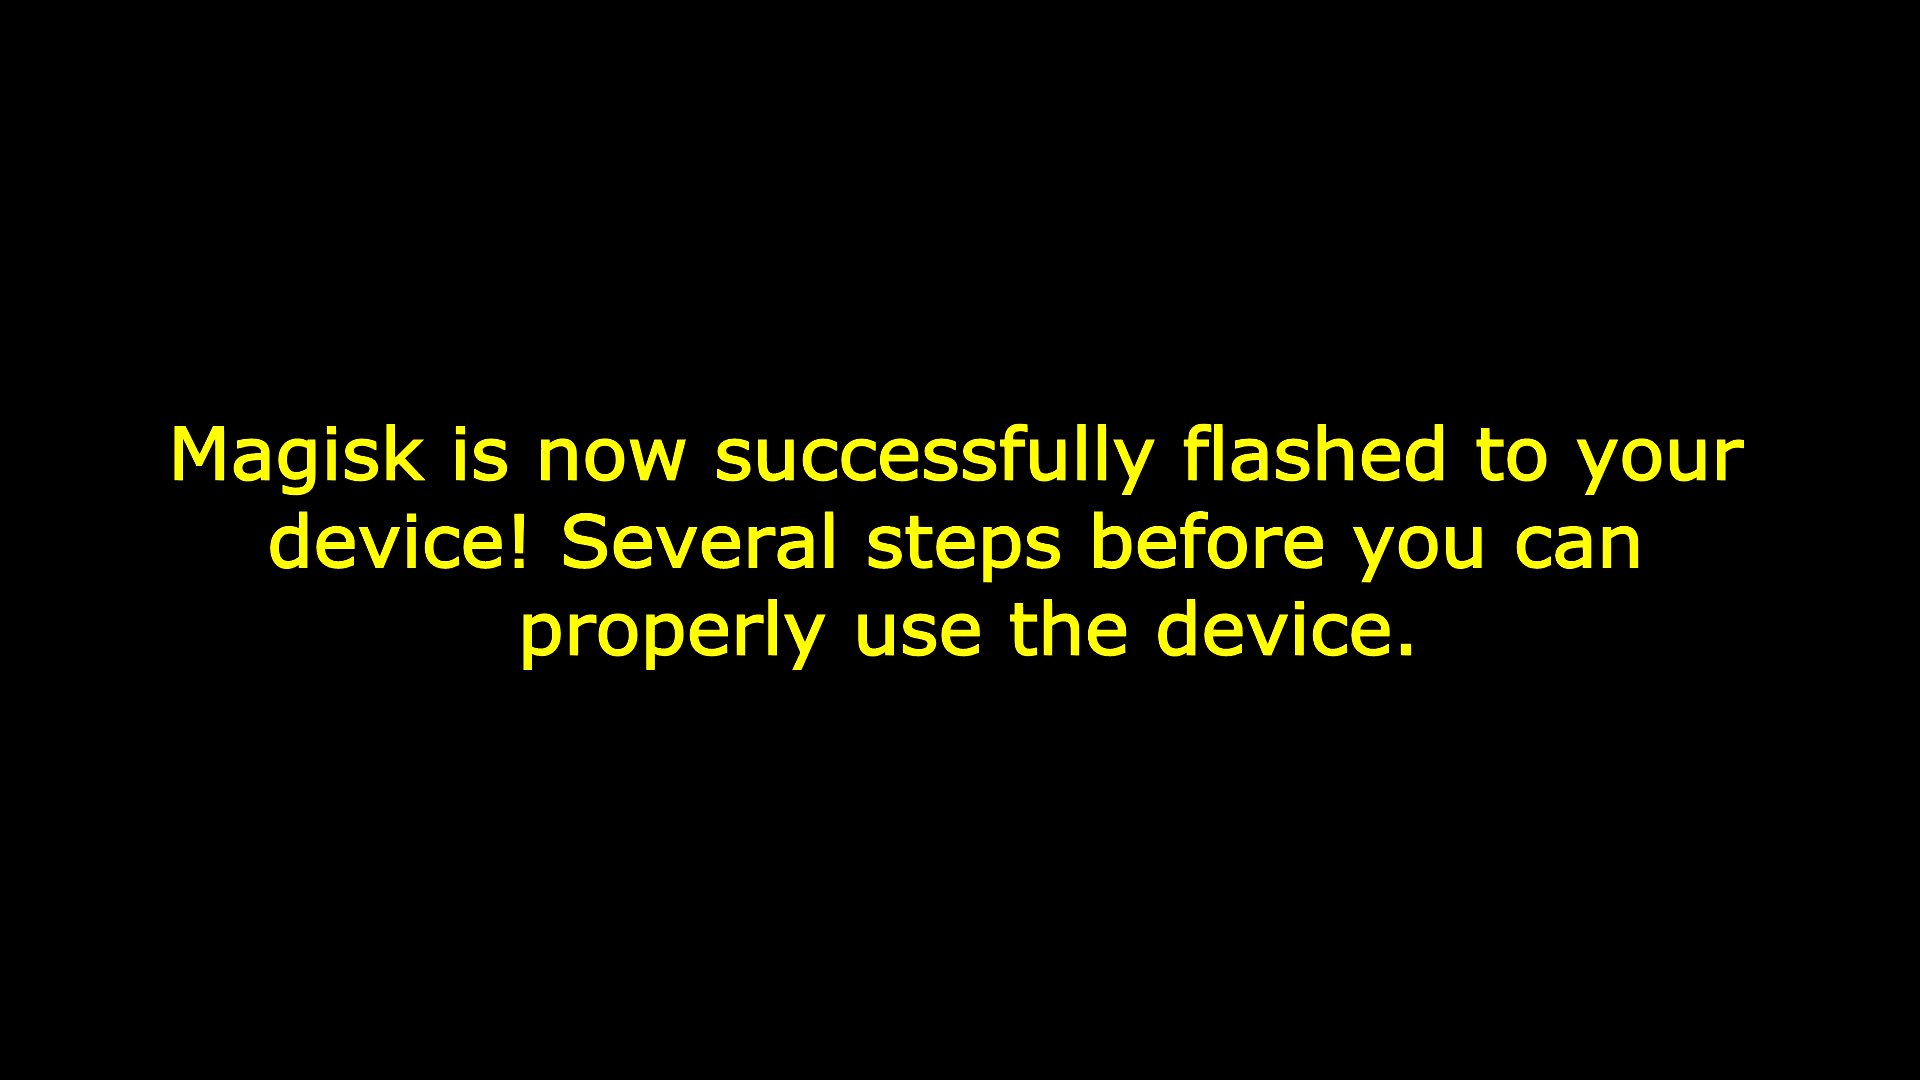 Magisk is now successfully flashed to your
device! Several steps before you can
properly use the device.